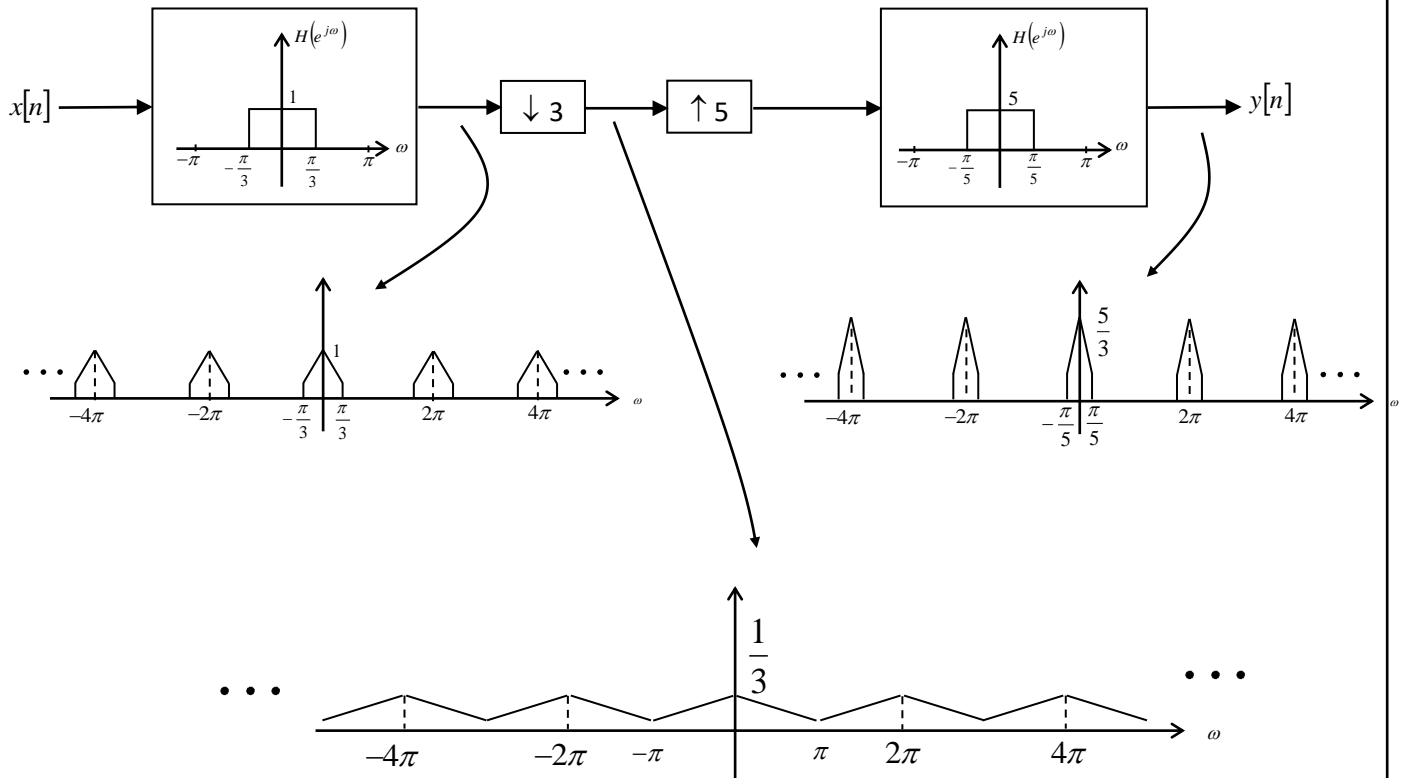 H(e^{jω})
1
−π
−π/3
π/3
π
ω
x[n]
↓ 3
↑ 5
H(e^{jω})
5
−π
−π/5
π/5
π
ω
y[n]
1
• • •
• • •
−4π
−2π
−π/3
π/3
2π
4π
ω
5/3
• • •
• • •
−4π
−2π
−π/5
π/5
2π
4π
ω
1/3
• • •
• • •
−4π
−2π
−π
π
2π
4π
ω